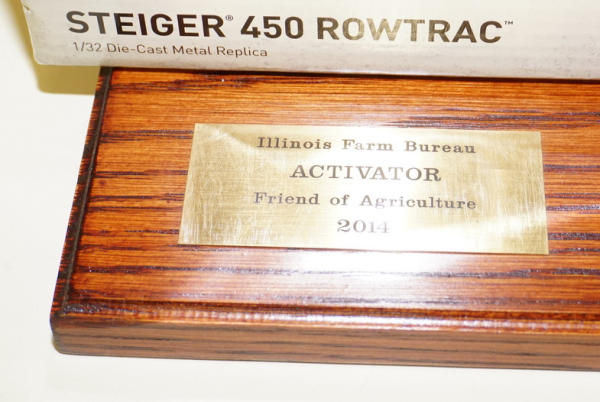 STEIGER® 450 ROWTRAC™
1/32 Die-Cast Metal Replica
Illinois Farm Bureau
ACTIVATOR
Friend of Agriculture
2014